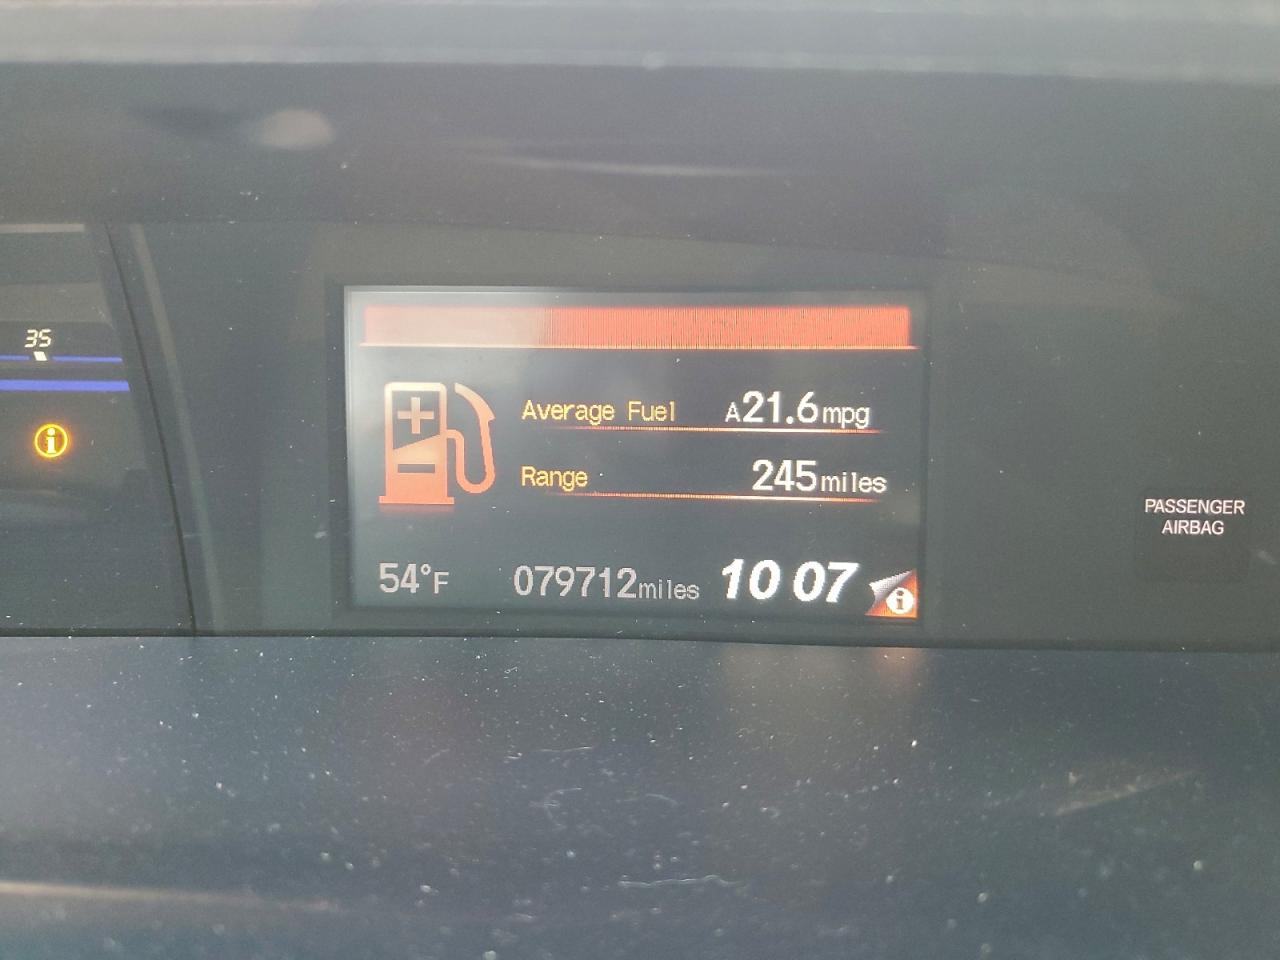 35
Average Fuel A21.6mpg
Range 245miles
PASSENGER
AIRBAG
54°F 079712miles 10 07